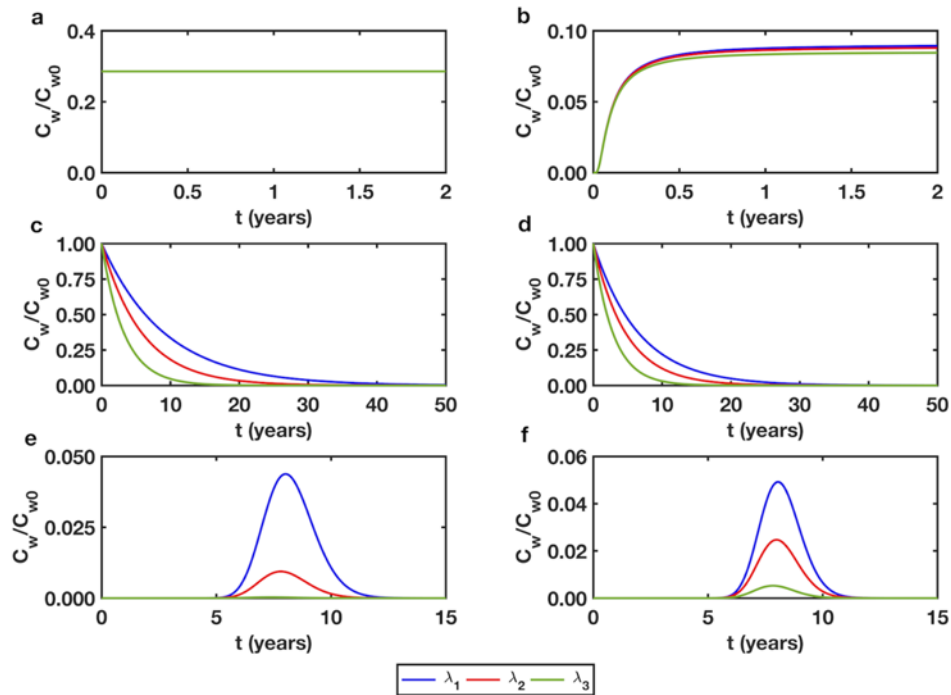 a
0.4
0.2
0.0
C_w/C_w0
0 0.5 1 1.5 2
t (years)
b
0.10
0.05
0.00
C_w/C_w0
0 0.5 1 1.5 2
t (years)
c
1.00
0.75
0.50
0.25
0.00
C_w/C_w0
0 10 20 30 40 50
t (years)
d
1.00
0.75
0.50
0.25
0.00
C_w/C_w0
0 10 20 30 40 50
t (years)
e
0.050
0.025
0.000
C_w/C_w0
0 5 10 15
t (years)
f
0.06
0.04
0.02
0.00
C_w/C_w0
0 5 10 15
t (years)
λ₁ λ₂ λ₃